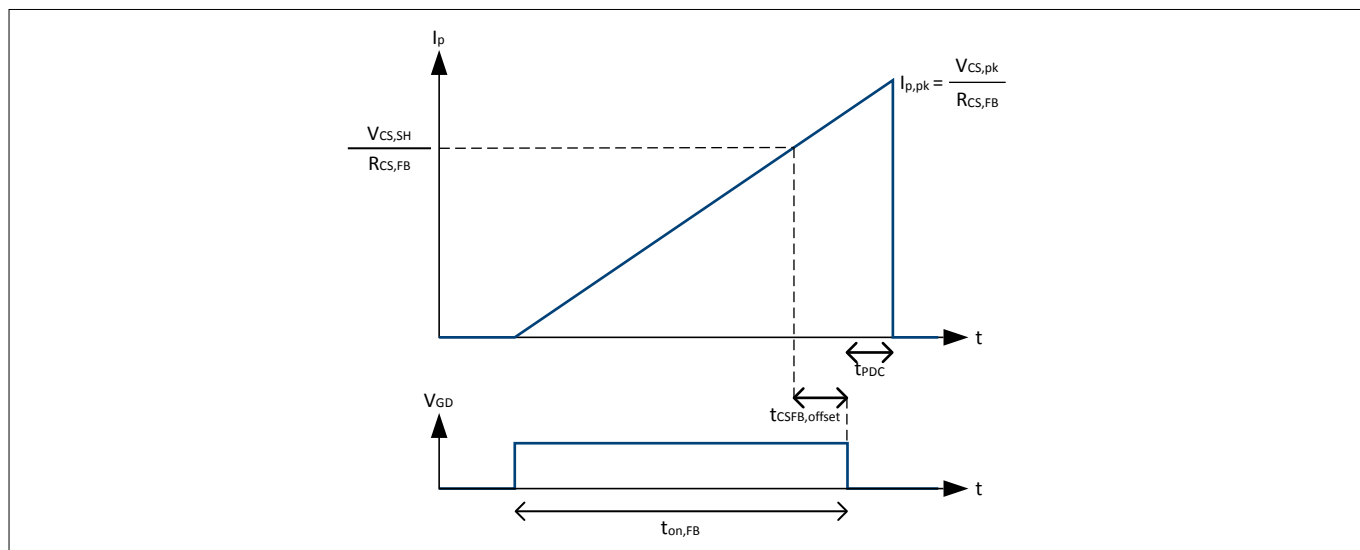 Ip
Ip,pk = VCS,pk
RCS,FB
VCS,SH
RCS,FB
t
tPDC
tCSFB,offset
VGD
t
ton,FB